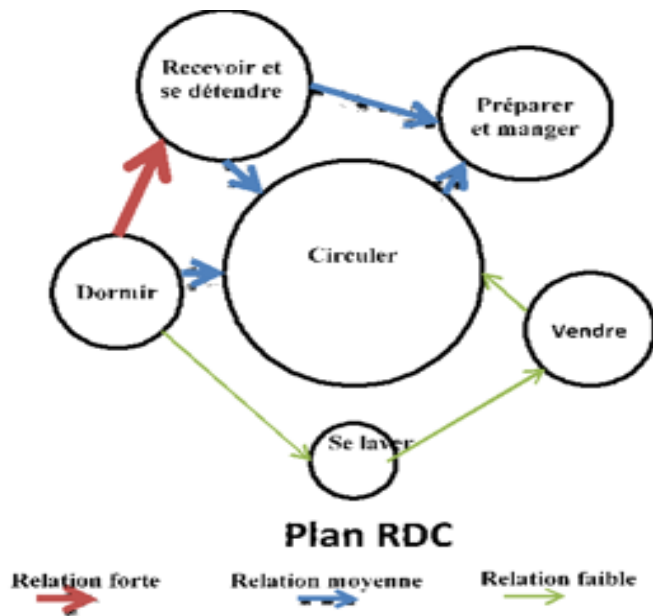 Recevoir et
se détendre
Préparer
et manger
Circuler
Dormir
Vendre
Se laver
Plan RDC
Relation forte
Relation moyenne
Relation faible